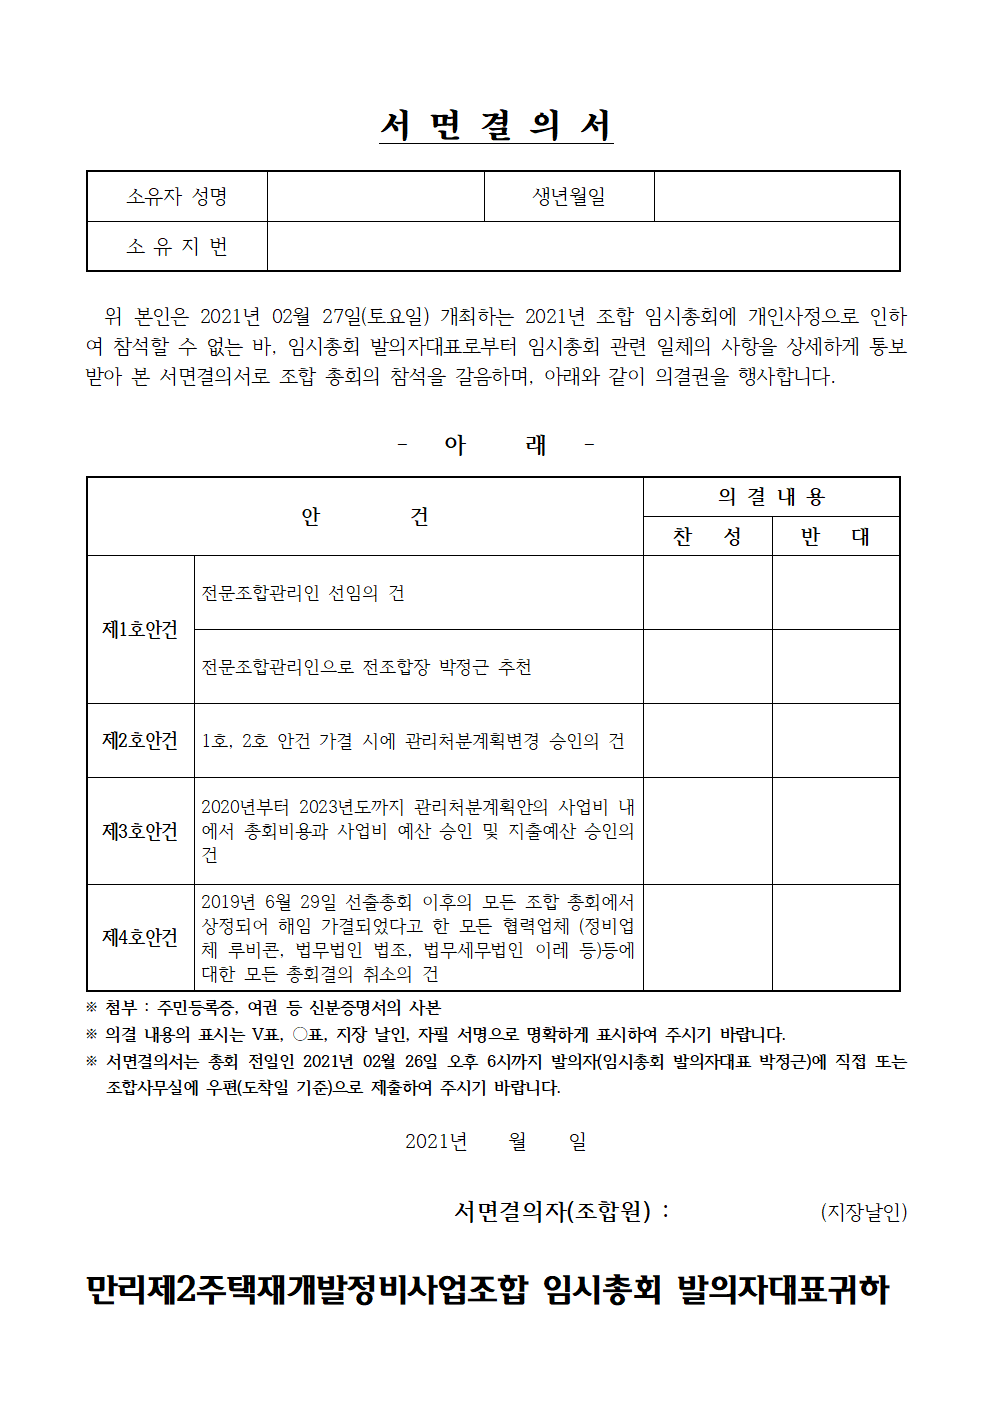 서 면 결 의 서
소유자 성명
생년월일
소 유 지 번
위 본인은 2021년 02월 27일(토요일) 개최하는 2021년 조합 임시총회에 개인사정으로 인하
여 참석할 수 없는 바, 임시총회 발의자대표로부터 임시총회 관련 일체의 사항을 상세하게 통보
받아 본 서면결의서로 조합 총회의 참석을 갈음하며, 아래와 같이 의결권을 행사합니다.
- 아 래 -
안 건
의 결 내 용
찬 성
반 대
제1호안건
전문조합관리인 선임의 건
전문조합관리인으로 전조합장 박정근 추천
제2호안건
1호, 2호 안건 가결 시에 관리처분계획변경 승인의 건
제3호안건
2020년부터 2023년도까지 관리처분계획안의 사업비 내
에서 총회비용과 사업비 예산 승인 및 지출예산 승인의
건
제4호안건
2019년 6월 29일 선출총회 이후의 모든 조합 총회에서
상정되어 해임 가결되었다고 한 모든 협력업체 (정비업
체 루비콘, 법무법인 법조, 법무세무법인 이레 등)등에
대한 모든 총회결의 취소의 건
※ 첨부 : 주민등록증, 여권 등 신분증명서의 사본
※ 의결 내용의 표시는 V표, ○표, 지장 날인, 자필 서명으로 명확하게 표시하여 주시기 바랍니다.
※ 서면결의서는 총회 전일인 2021년 02월 26일 오후 6시까지 발의자(임시총회 발의자대표 박정근)에 직접 또는
조합사무실에 우편(도착일 기준)으로 제출하여 주시기 바랍니다.
2021년 월 일
서면결의자(조합원) : (지장날인)
만리제2주택재개발정비사업조합 임시총회 발의자대표귀하